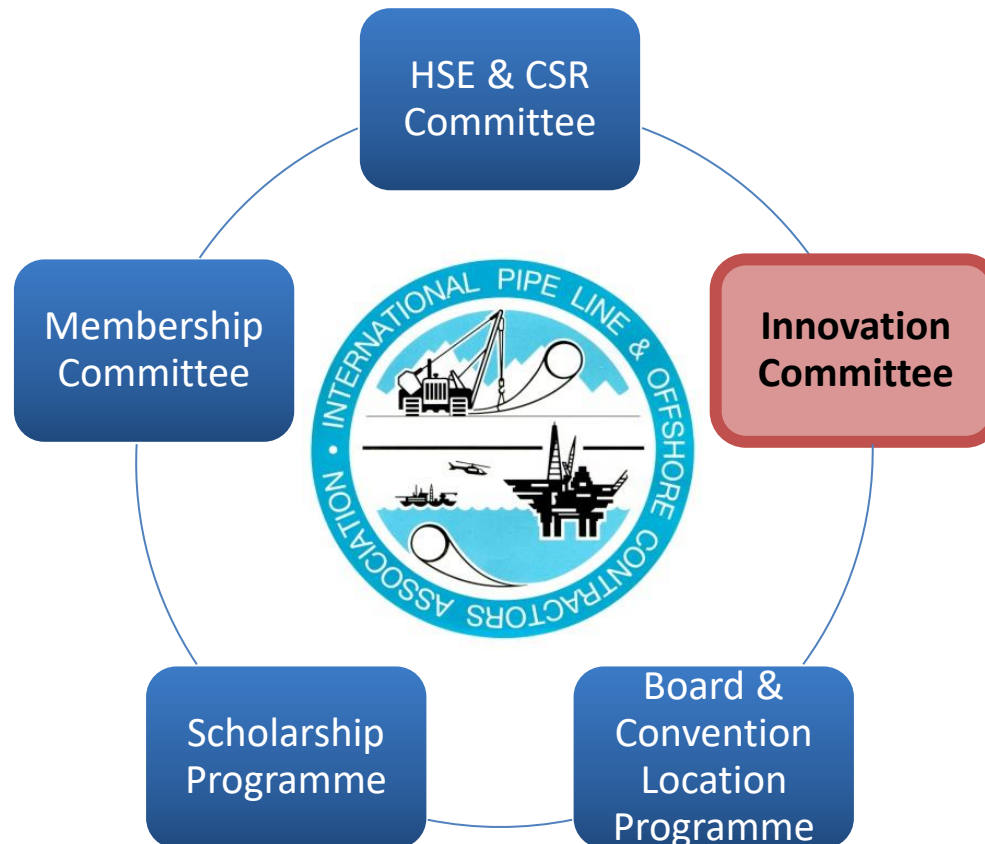 HSE & CSR
Committee
Membership
Committee
INTERNATIONAL PIPE LINE & OFFSHORE CONTRACTORS ASSOCIATION •
Innovation
Committee
Scholarship
Programme
Board &
Convention
Location
Programme